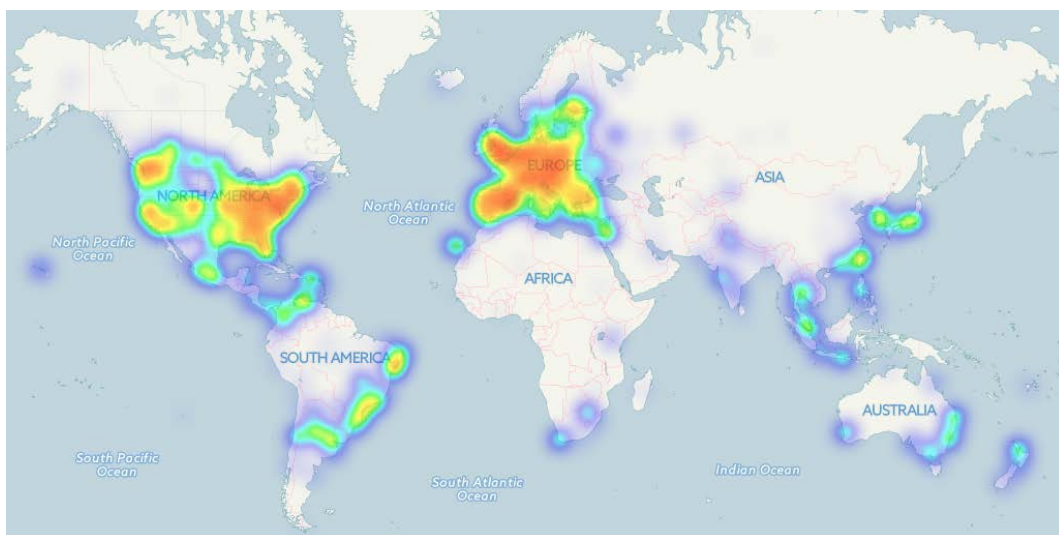 EUROPE
ASIA
NORTH AMERICA
North Atlantic
Ocean
North Pacific
Ocean
AFRICA
SOUTH AMERICA
AUSTRALIA
South Pacific
Ocean
South Atlantic
Ocean
Indian Ocean